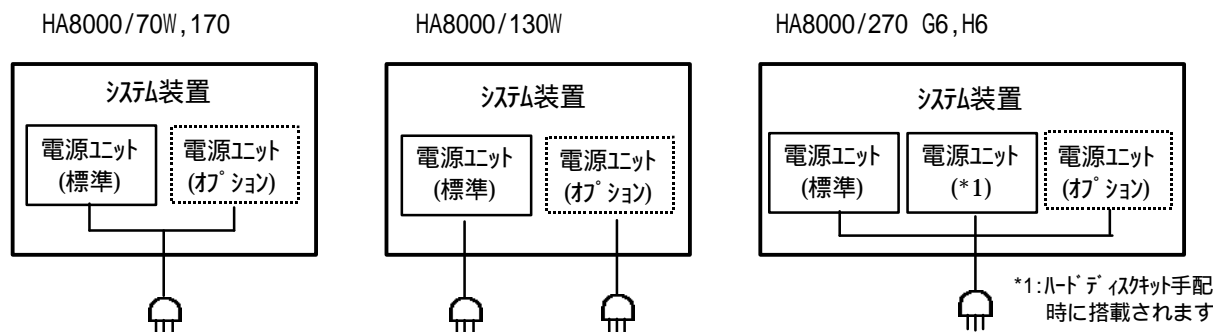 HA8000/70W,170
システム装置
電源ユニット
(標準)
電源ユニット
(オプション)
HA8000/130W
システム装置
電源ユニット
(標準)
電源ユニット
(オプション)
HA8000/270 G6,H6
システム装置
電源ユニット
(標準)
電源ユニット
(*1)
電源ユニット
(オプション)
*1:ハードディスクキット手配
時に搭載されます